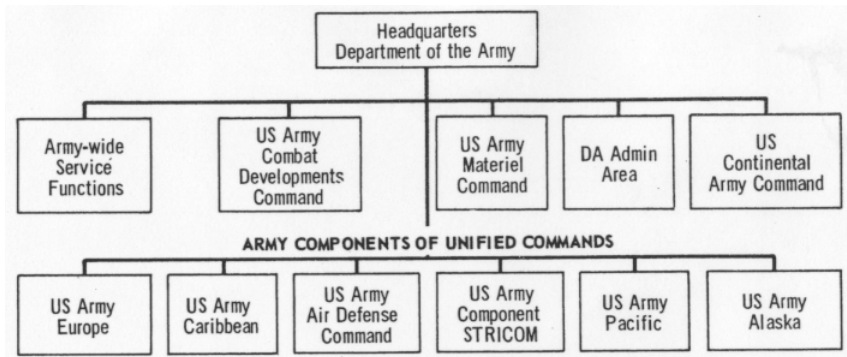 Headquarters
Department of the Army
Army-wide
Service
Functions
US Army
Combat
Developments
Command
US Army
Materiel
Command
DA Admin
Area
US
Continental
Army Command
ARMY COMPONENTS OF UNIFIED COMMANDS
US Army
Europe
US Army
Caribbean
US Army
Air Defense
Command
US Army
Component
STRICOM
US Army
Pacific
US Army
Alaska